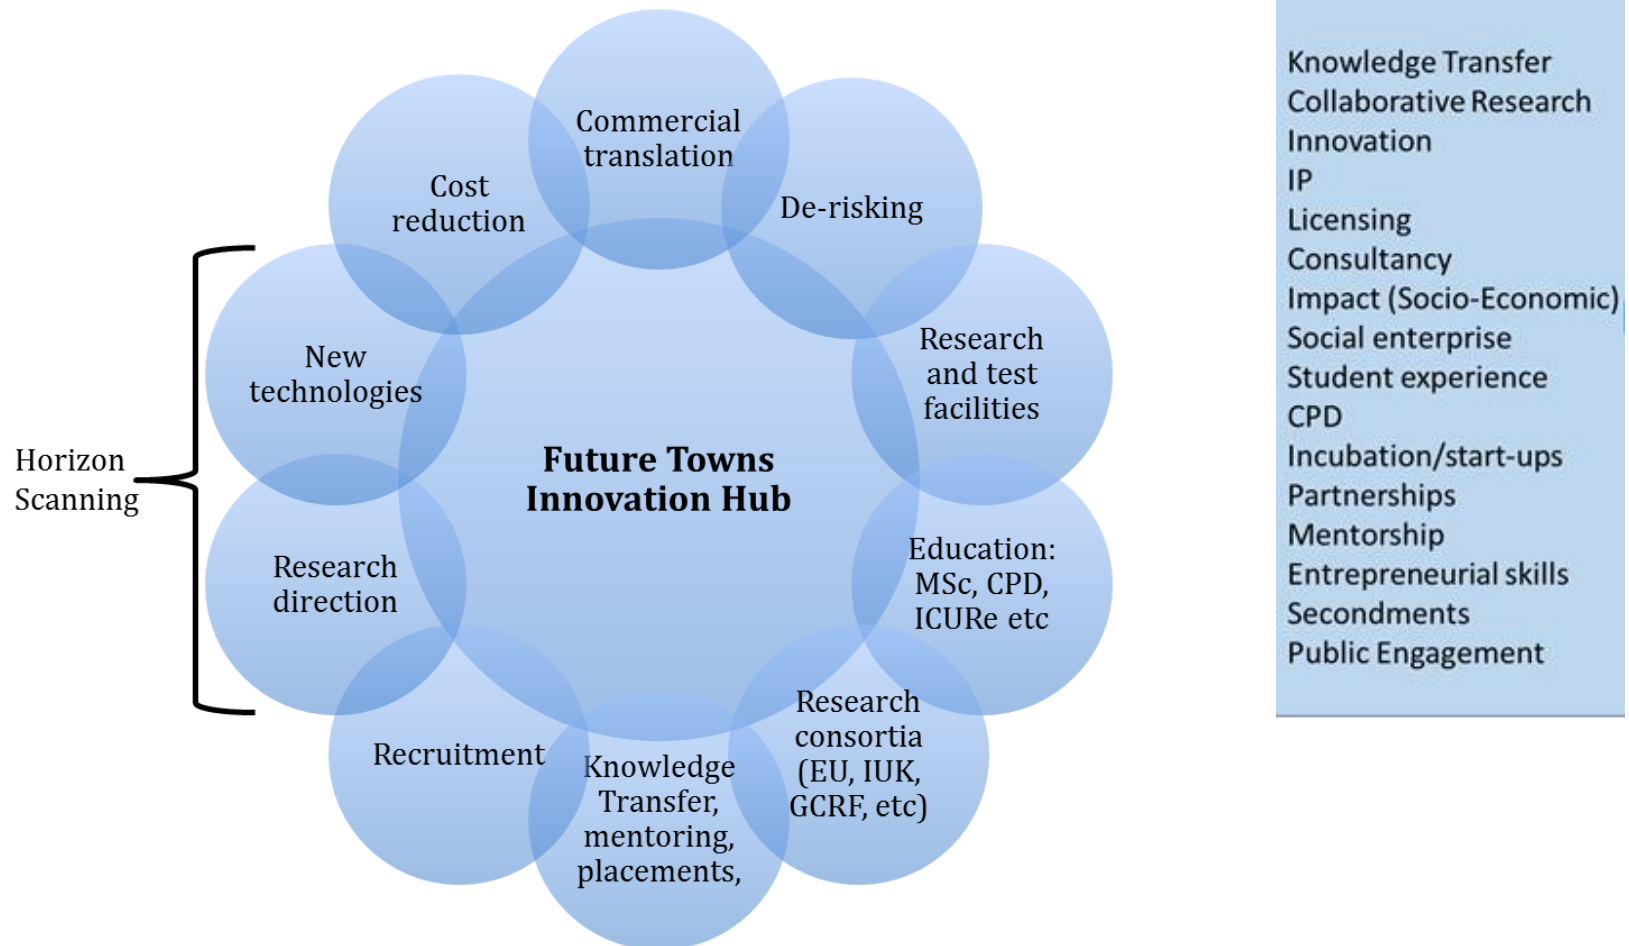 Commercial
translation
De-risking
Research
and test
facilities
Education:
MSc, CPD,
ICURe etc
Research
consortia
(EU, IUK,
GCRF, etc)
Knowledge
Transfer,
mentoring,
placements,
Recruitment
Research
direction
New
technologies
Cost
reduction
Future Towns
Innovation Hub
Horizon
Scanning
Knowledge Transfer
Collaborative Research
Innovation
IP
Licensing
Consultancy
Impact (Socio-Economic)
Social enterprise
Student experience
CPD
Incubation/start-ups
Partnerships
Mentorship
Entrepreneurial skills
Secondments
Public Engagement